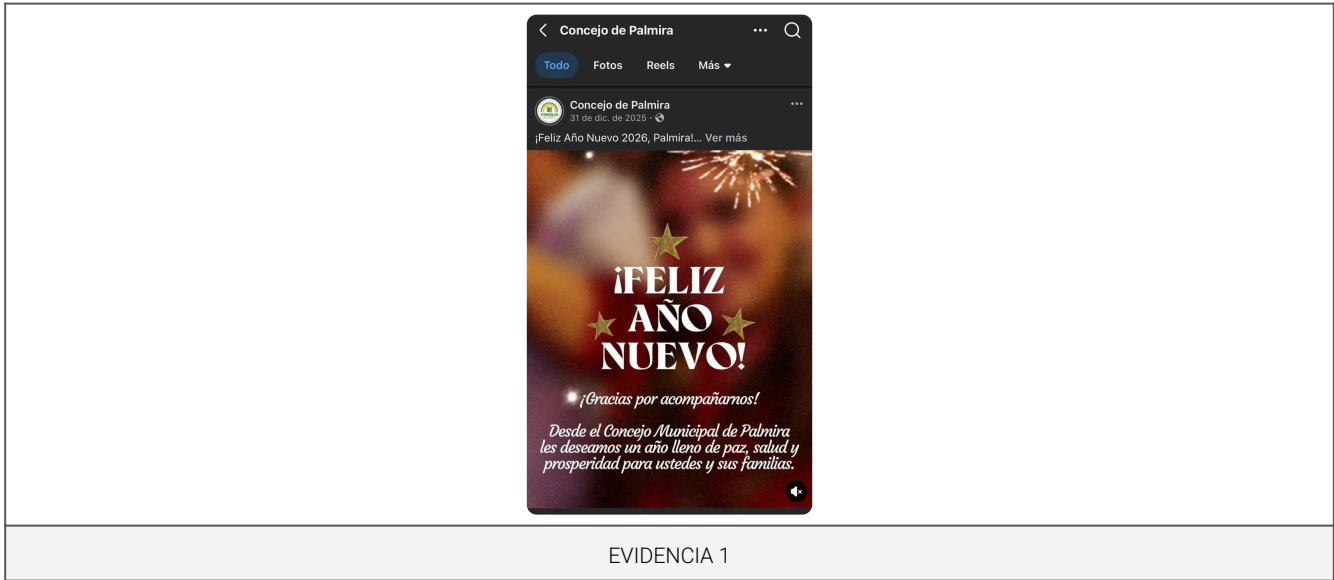 Concejo de Palmira
Todo Fotos Reels Más
Concejo de Palmira
31 de dic. de 2025 ·
¡Feliz Año Nuevo 2026, Palmira!... Ver más
¡FELIZ
AÑO
NUEVO!
¡Gracias por acompañarnos!
Desde el Concejo Municipal de Palmira
les deseamos un año lleno de paz, salud y
prosperidad para ustedes y sus familias.
EVIDENCIA 1